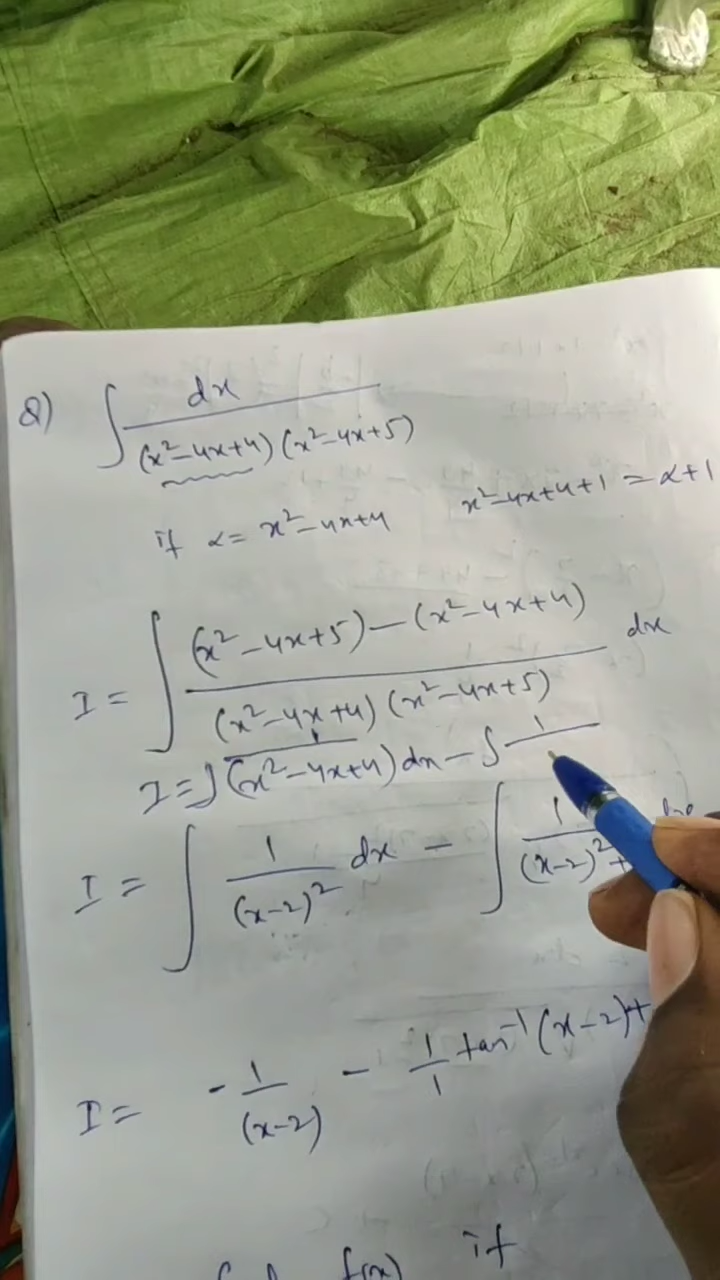 Q) ∫ dx / (x²-4x+4)(x²-4x+5)
if α = x²-4x+4 x²-4x+4+1 = α+1
I = ∫ (x²-4x+5) - (x²-4x+4) / (x²-4x+4)(x²-4x+5) dx
I = ∫ 1 / (x²-4x+4) dx - ∫ 1 /
I = ∫ 1 / (x-2)² dx - ∫ 1 / (x-2)²+
I = - 1 / (x-2) - 1/1 tan⁻¹(x-2)+
f(x) if